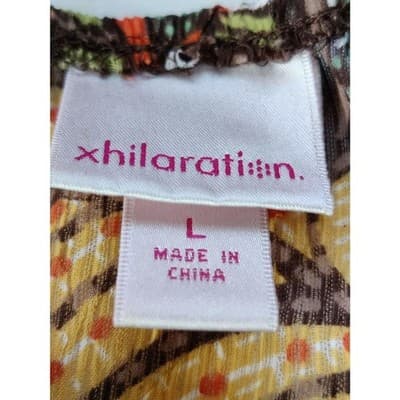 xhilaration.
L
MADE IN
CHINA